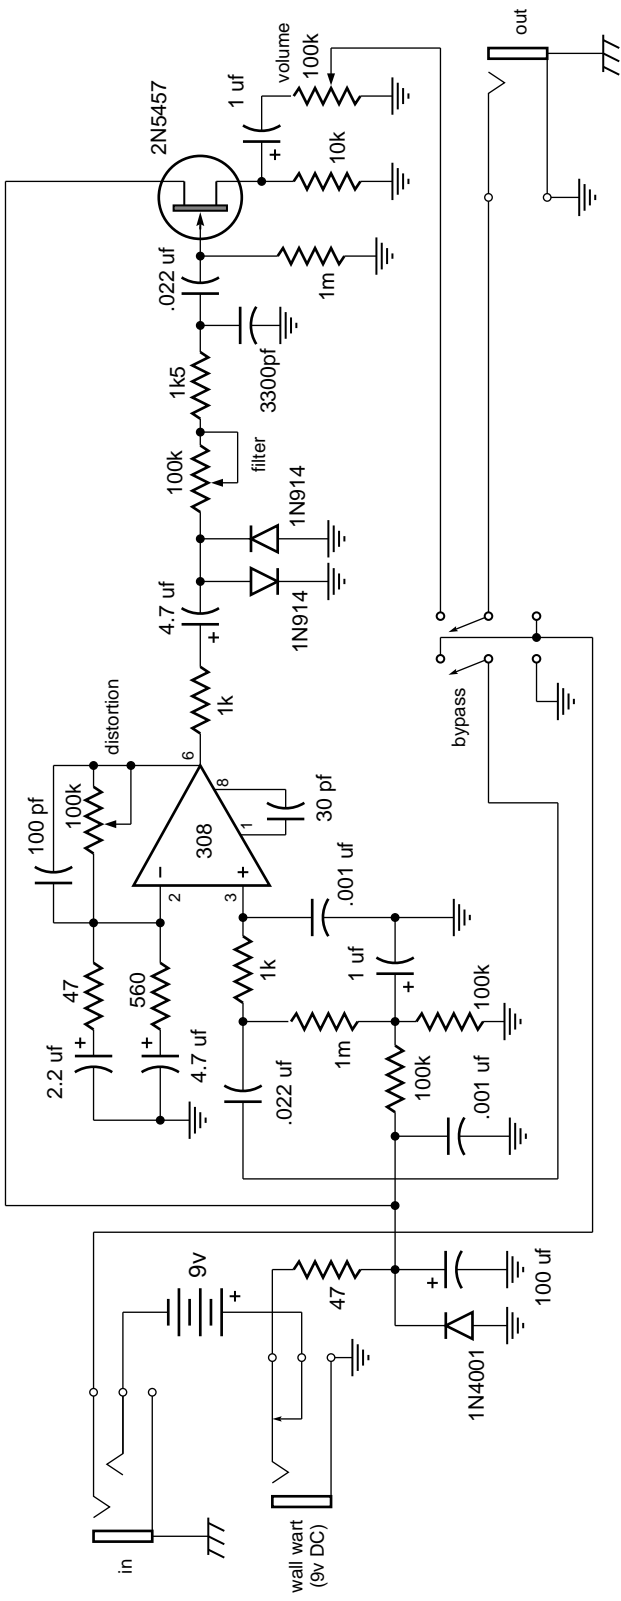 in
wall wart
(9v DC)
9v
+
47
1N4001
+
100 uf
2.2 uf
+
47
4.7 uf
+
560
100 pf
100k
distortion
2
3
−
+
308
6
8
1
30 pf
.022 uf
1k
1m
.001 uf
1 uf
+
100k
100k
.001 uf
1k
4.7 uf
+
1N914
1N914
100k
filter
1k5
3300pf
.022 uf
1m
2N5457
1 uf
+
10k
volume
100k
bypass
out